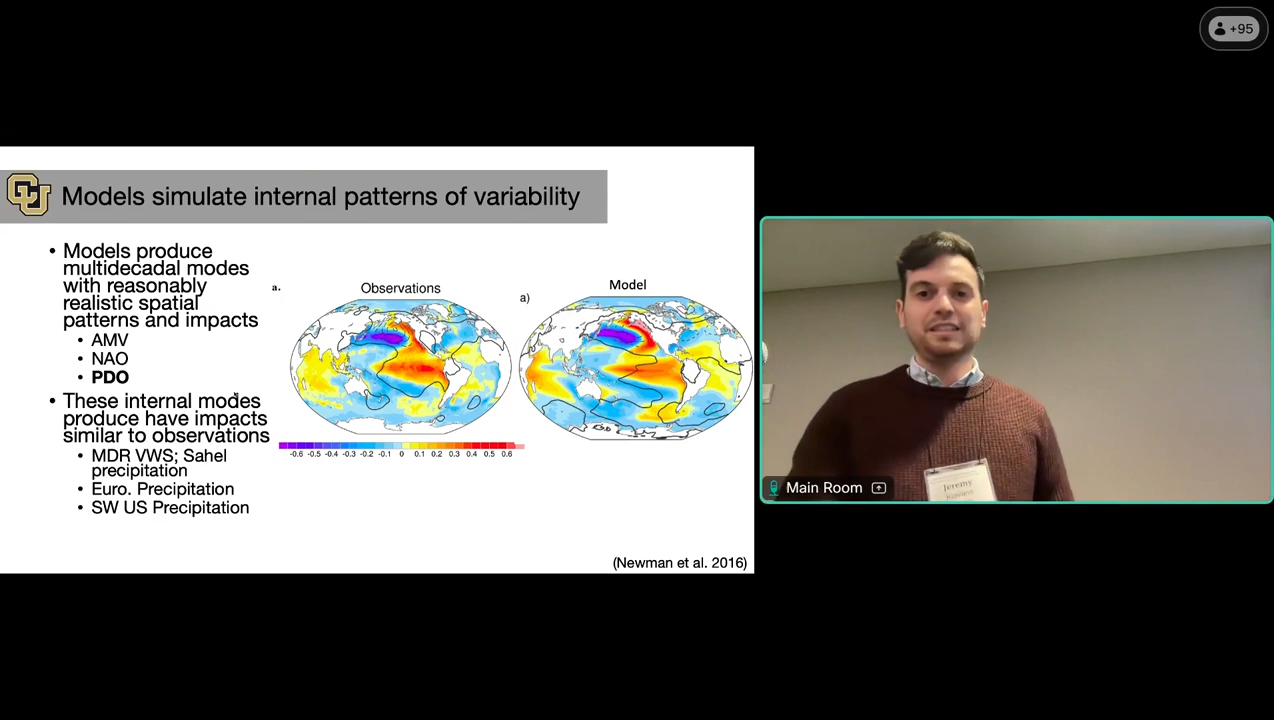 +95
CU
Models simulate internal patterns of variability
• Models produce
multidecadal modes
with reasonably
realistic spatial
patterns and impacts
• AMV
• NAO
• PDO
• These internal modes
produce have impacts
similar to observations
• MDR VWS; Sahel
precipitation
• Euro. Precipitation
• SW US Precipitation
a.
Observations
a)
Model
-0.6 -0.5 -0.4 -0.3 -0.2 -0.1 0 0.1 0.2 0.3 0.4 0.5 0.6
(Newman et al. 2016)
Jeremy
Main Room